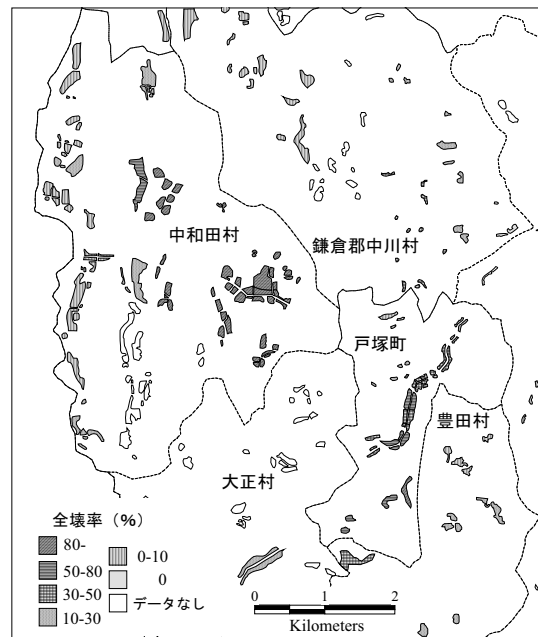 中和田村
鎌倉郡中川村
戸塚町
豊田村
大正村
全壊率（%）
80-
50-80
30-50
10-30
0-10
0
データなし
0 1 2
Kilometers